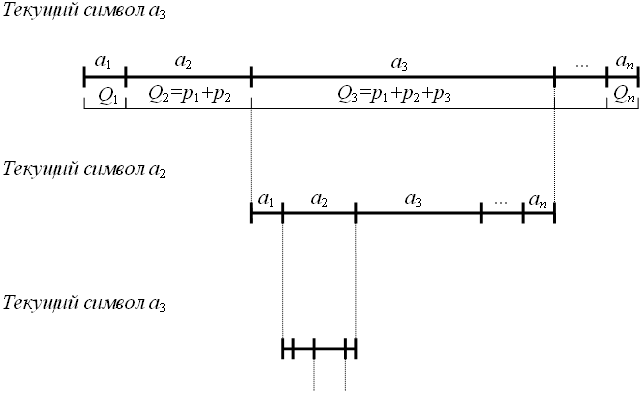 Текущий символ a3
a1 a2 a3 ... an
Q1 Q2=p1+p2 Q3=p1+p2+p3 Qn
Текущий символ a2
a1 a2 a3 ... an
Текущий символ a3